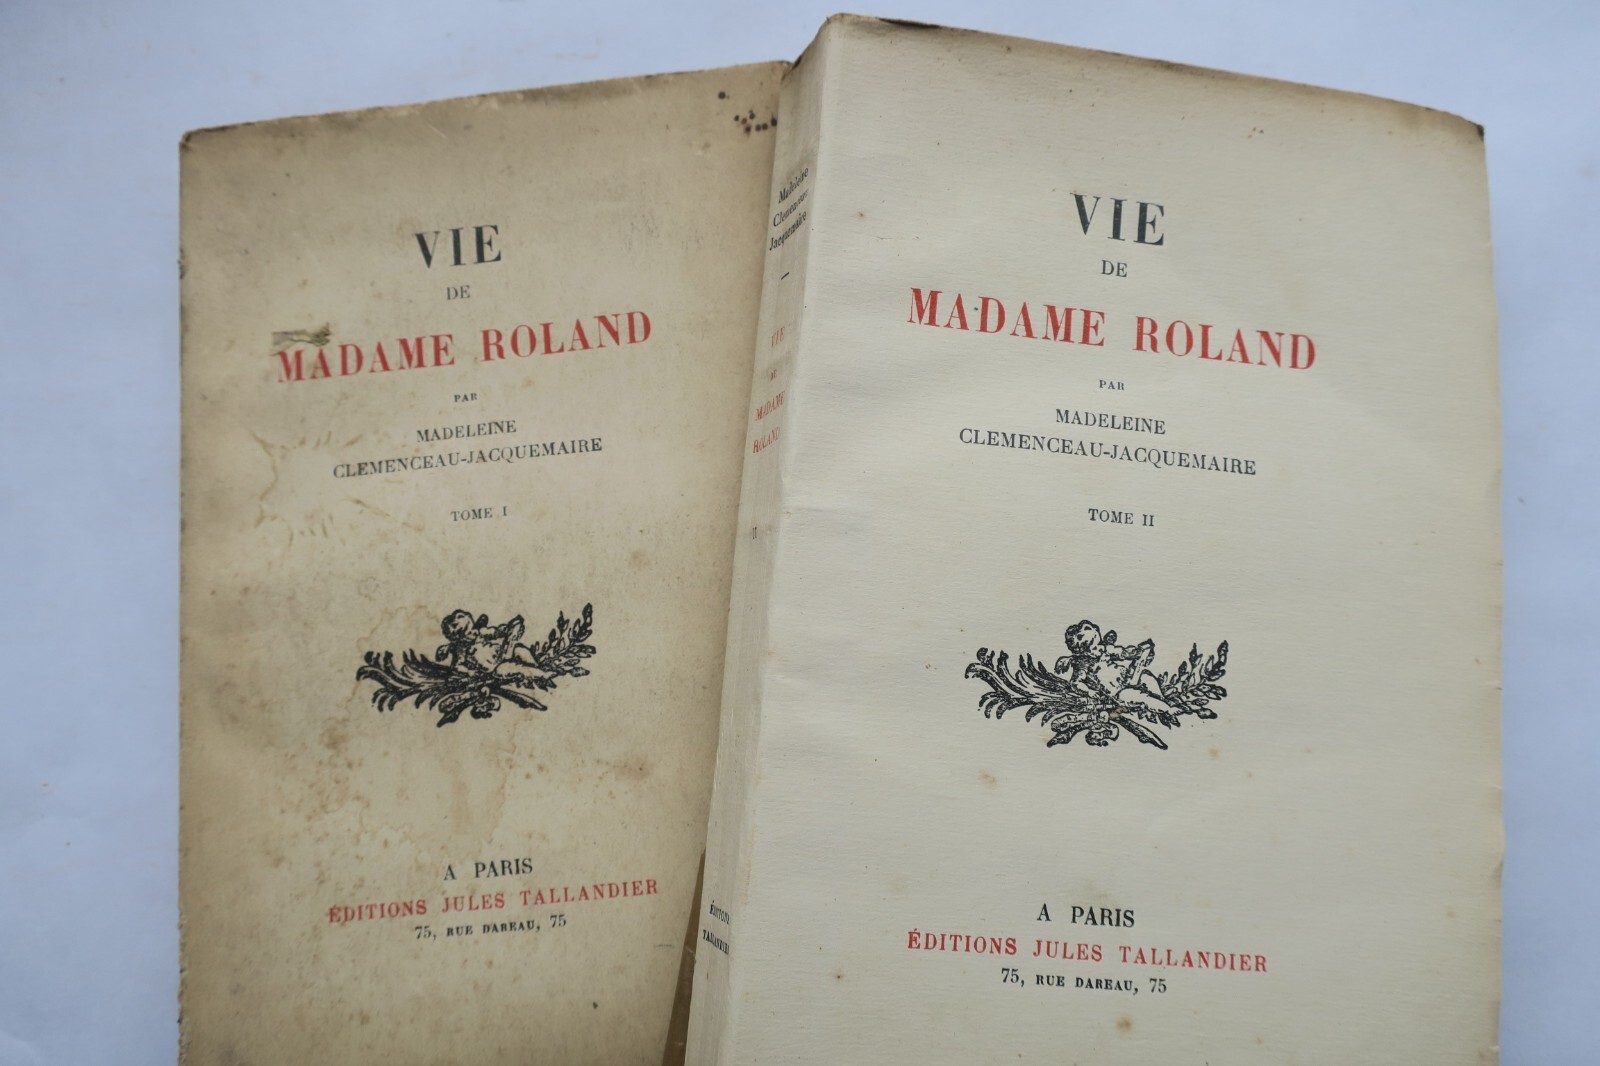 VIE
DE
MADAME ROLAND
PAR
MADELEINE
CLEMENCEAU-JACQUEMAIRE
TOME I
A PARIS
ÉDITIONS JULES TALLANDIER
75, RUE DAREAU, 75
Madeleine
Clemenceau-
Jacquemaire
VIE
DE
MADAME
ROLAND
II
ÉDITIONS
TALLANDIER
VIE
DE
MADAME ROLAND
PAR
MADELEINE
CLEMENCEAU-JACQUEMAIRE
TOME II
A PARIS
ÉDITIONS JULES TALLANDIER
75, RUE DAREAU, 75